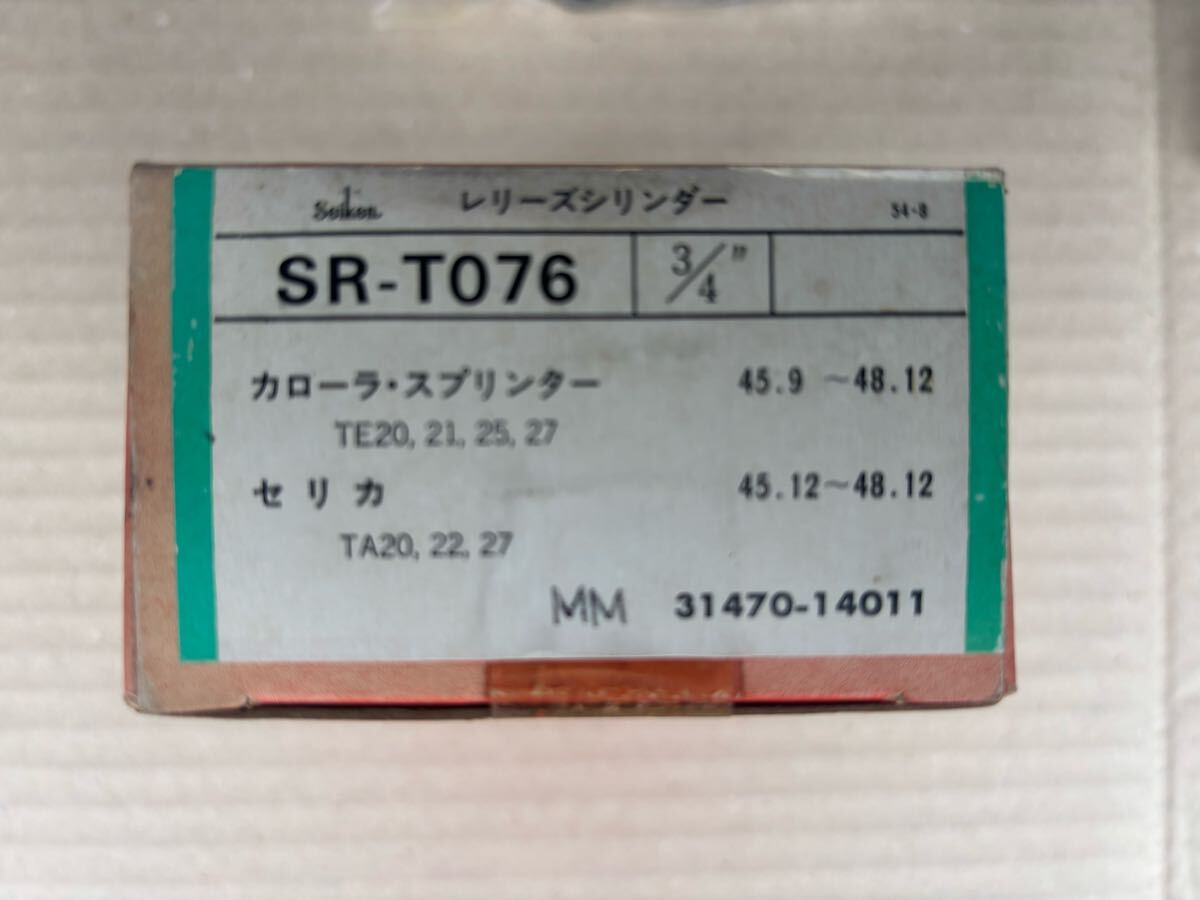 Seiken レリーズシリンダー 54-8
SR-T076 3/4"
カローラ・スプリンター 45.9 ～48.12
TE20, 21, 25, 27
セリカ 45.12～48.12
TA20, 22, 27
MM 31470-14011